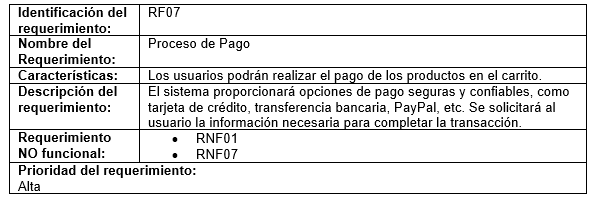 Identificación del requerimiento: RF07
Nombre del Requerimiento: Proceso de Pago
Características: Los usuarios podrán realizar el pago de los productos en el carrito.
Descripción del requerimiento: El sistema proporcionará opciones de pago seguras y confiables, como
tarjeta de crédito, transferencia bancaria, PayPal, etc. Se solicitará al
usuario la información necesaria para completar la transacción.
Requerimiento NO funcional: • RNF01
• RNF07
Prioridad del requerimiento:
Alta